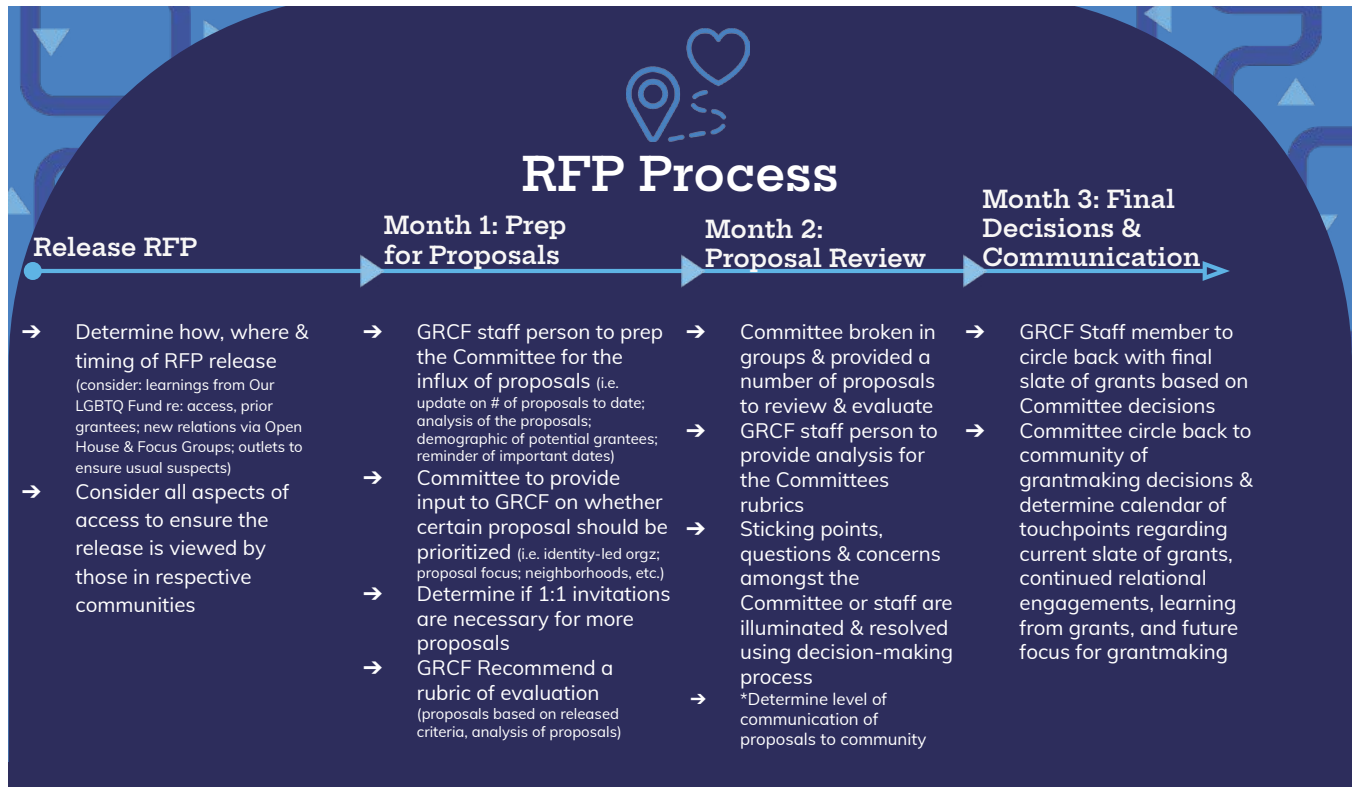 RFP Process
Release RFP
➔ Determine how, where &
timing of RFP release
(consider: learnings from Our
LGBTQ Fund re: access, prior
grantees; new relations via Open
House & Focus Groups; outlets to
ensure usual suspects)
➔ Consider all aspects of
access to ensure the
release is viewed by
those in respective
communities
Month 1: Prep
for Proposals
➔ GRCF staff person to prep
the Committee for the
influx of proposals (i.e.
update on # of proposals to date;
analysis of the proposals;
demographic of potential grantees;
reminder of important dates)
➔ Committee to provide
input to GRCF on whether
certain proposal should be
prioritized (i.e. identity-led orgz;
proposal focus; neighborhoods, etc.)
➔ Determine if 1:1 invitations
are necessary for more
proposals
➔ GRCF Recommend a
rubric of evaluation
(proposals based on released
criteria, analysis of proposals)
Month 2:
Proposal Review
➔ Committee broken in
groups & provided a
number of proposals
to review & evaluate
➔ GRCF staff person to
provide analysis for
the Committees
rubrics
➔ Sticking points,
questions & concerns
amongst the
Committee or staff are
illuminated & resolved
using decision-making
process
➔ *Determine level of
communication of
proposals to community
Month 3: Final
Decisions &
Communication
➔ GRCF Staff member to
circle back with final
slate of grants based on
Committee decisions
➔ Committee circle back to
community of
grantmaking decisions &
determine calendar of
touchpoints regarding
current slate of grants,
continued relational
engagements, learning
from grants, and future
focus for grantmaking